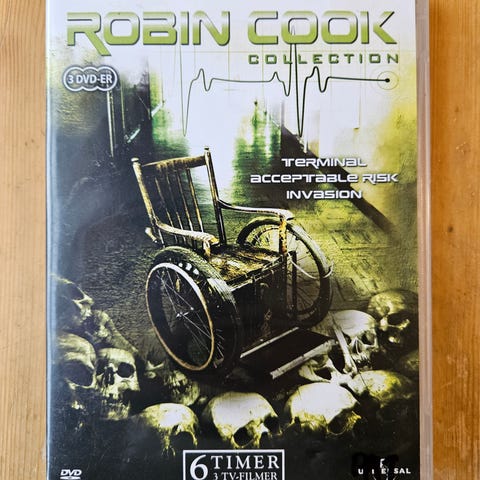 ROBIN COOK
COLLECTION
3 DVD-ER
TERMINAL
ACCEPTABLE RISK
INVASION
6 TIMER
3 TV-FILMER
DVD